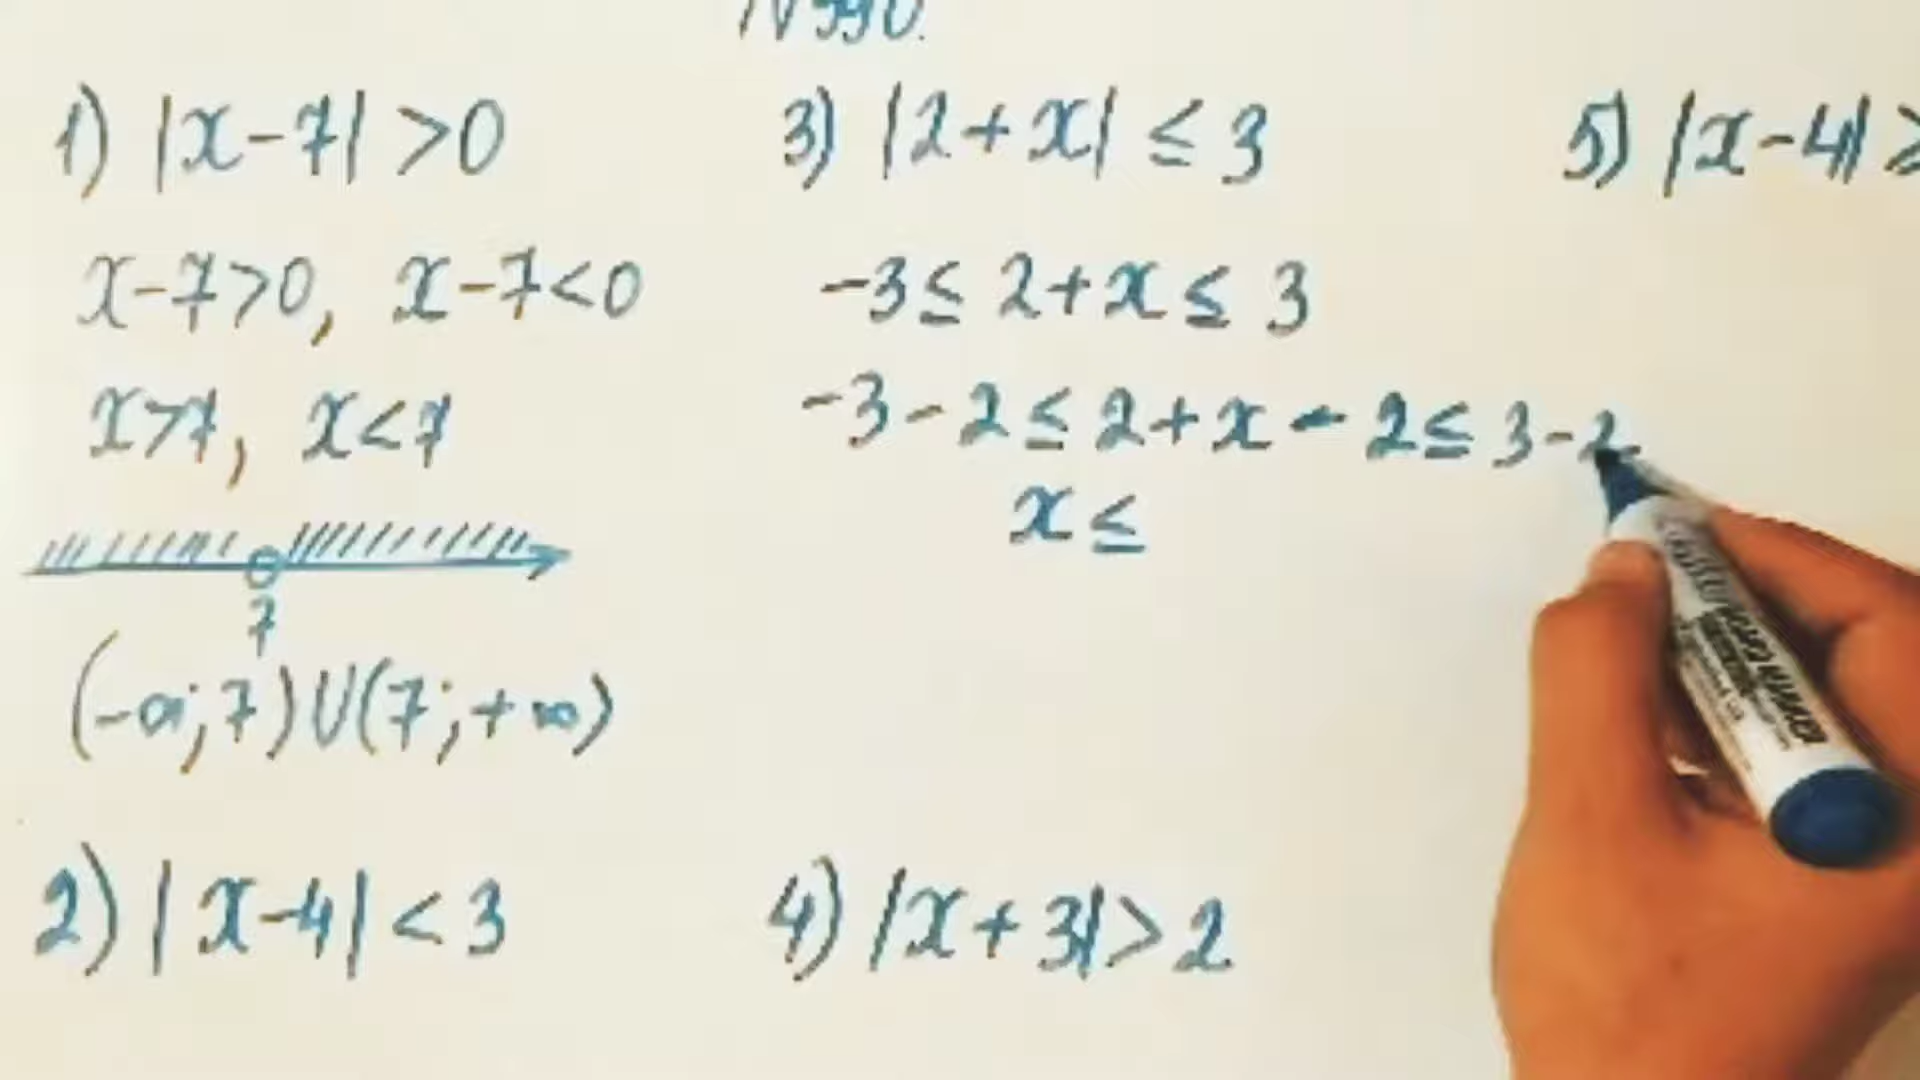 N990.
1) |x-7| >0
x-7>0, x-7<0
x>7, x<7
7
(-∞;7)U(7;+∞)
2) |x-4| < 3
3) |2+x| ≤ 3
-3≤ 2+x ≤ 3
-3-2≤2+x-2≤ 3-2
x ≤
4) |x+3|>2
5) |x-4| ≥